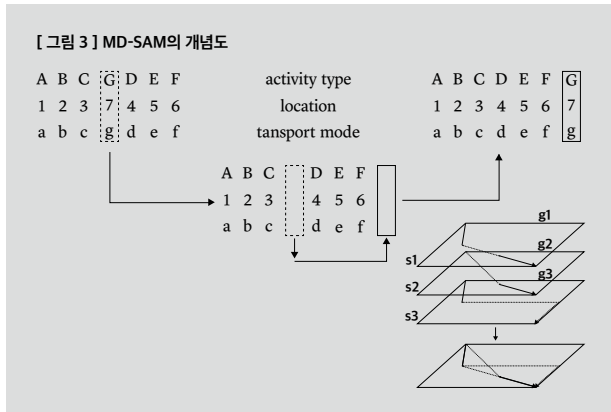 [ 그림 3 ] MD-SAM의 개념도
A B C G D E F
1 2 3 7 4 5 6
a b c g d e f
activity type
location
tansport mode
A B C D E F G
1 2 3 4 5 6 7
a b c d e f g
A B C D E F
1 2 3 4 5 6
a b c d e f
g1
s1
g2
s2
g3
s3